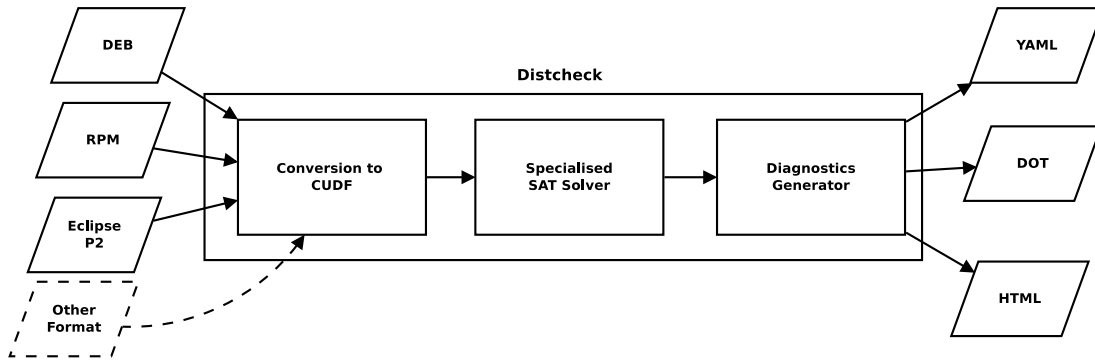 DEB
RPM
Eclipse
P2
Other
Format
Distcheck
Conversion to
CUDF
Specialised
SAT Solver
Diagnostics
Generator
YAML
DOT
HTML